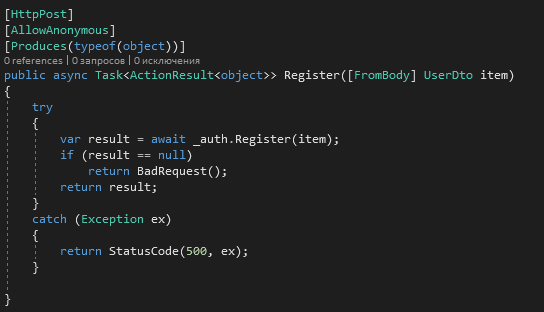 [HttpPost]
[AllowAnonymous]
[Produces(typeof(object))]
0 references | 0 запросов | 0 исключения
public async Task<ActionResult<object>> Register([FromBody] UserDto item)
{
    try
    {
        var result = await _auth.Register(item);
        if (result == null)
            return BadRequest();
        return result;
    }
    catch (Exception ex)
    {
        return StatusCode(500, ex);
    }
}